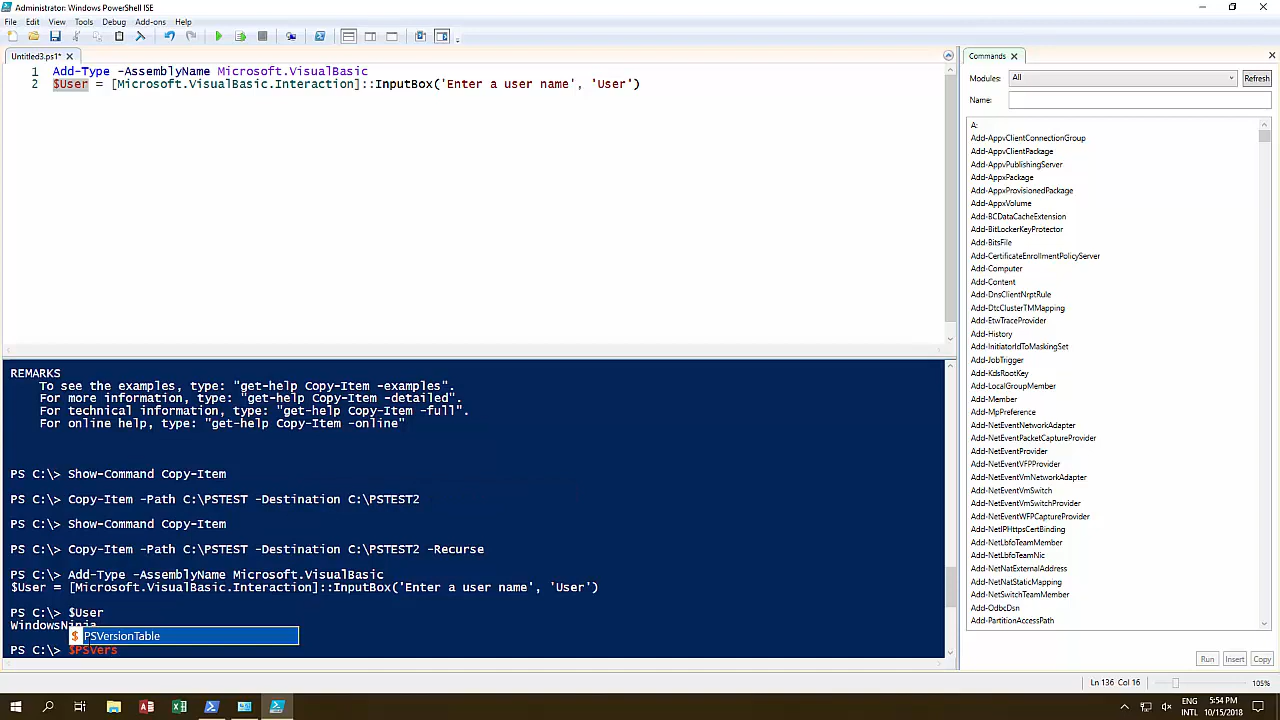 Administrator: Windows PowerShell ISE
File Edit View Tools Debug Add-ons Help
Untitled3.ps1*
1 Add-Type -AssemblyName Microsoft.VisualBasic
2 $User = [Microsoft.VisualBasic.Interaction]::InputBox('Enter a user name', 'User')
Commands
Modules: All Refresh
Name:
A:
Add-AppvClientConnectionGroup
Add-AppvClientPackage
Add-AppvPublishingServer
Add-AppxPackage
Add-AppxProvisionedPackage
Add-AppxVolume
Add-BCDataCacheExtension
Add-BitLockerKeyProtector
Add-BitsFile
Add-CertificateEnrollmentPolicyServer
Add-Computer
Add-Content
Add-DnsClientNrptRule
Add-DtcClusterTMMapping
Add-EtwTraceProvider
Add-History
Add-InitiatorIdToMaskingSet
Add-JobTrigger
Add-KdsRootKey
Add-LocalGroupMember
Add-Member
Add-MpPreference
Add-NetEventNetworkAdapter
Add-NetEventPacketCaptureProvider
Add-NetEventProvider
Add-NetEventVFPProvider
Add-NetEventVmNetworkAdapter
Add-NetEventVmSwitch
Add-NetEventVmSwitchProvider
Add-NetEventWFPCaptureProvider
Add-NetIPHttpsCertBinding
Add-NetLbfoTeamMember
Add-NetLbfoTeamNic
Add-NetNatExternalAddress
Add-NetNatStaticMapping
Add-NetSwitchTeamMember
Add-OdbcDsn
Add-PartitionAccessPath
Run Insert Copy
REMARKS
To see the examples, type: "get-help Copy-Item -examples".
For more information, type: "get-help Copy-Item -detailed".
For technical information, type: "get-help Copy-Item -full".
For online help, type: "get-help Copy-Item -online"
PS C:\> Show-Command Copy-Item
PS C:\> Copy-Item -Path C:\PSTEST -Destination C:\PSTEST2
PS C:\> Show-Command Copy-Item
PS C:\> Copy-Item -Path C:\PSTEST -Destination C:\PSTEST2 -Recurse
PS C:\> Add-Type -AssemblyName Microsoft.VisualBasic
$User = [Microsoft.VisualBasic.Interaction]::InputBox('Enter a user name', 'User')
PS C:\> $User
WindowsNinja
$ PSVersionTable
PS C:\> $PSVers
Ln 136 Col 16 105%
ENG 5:54 PM
INTL 10/15/2018